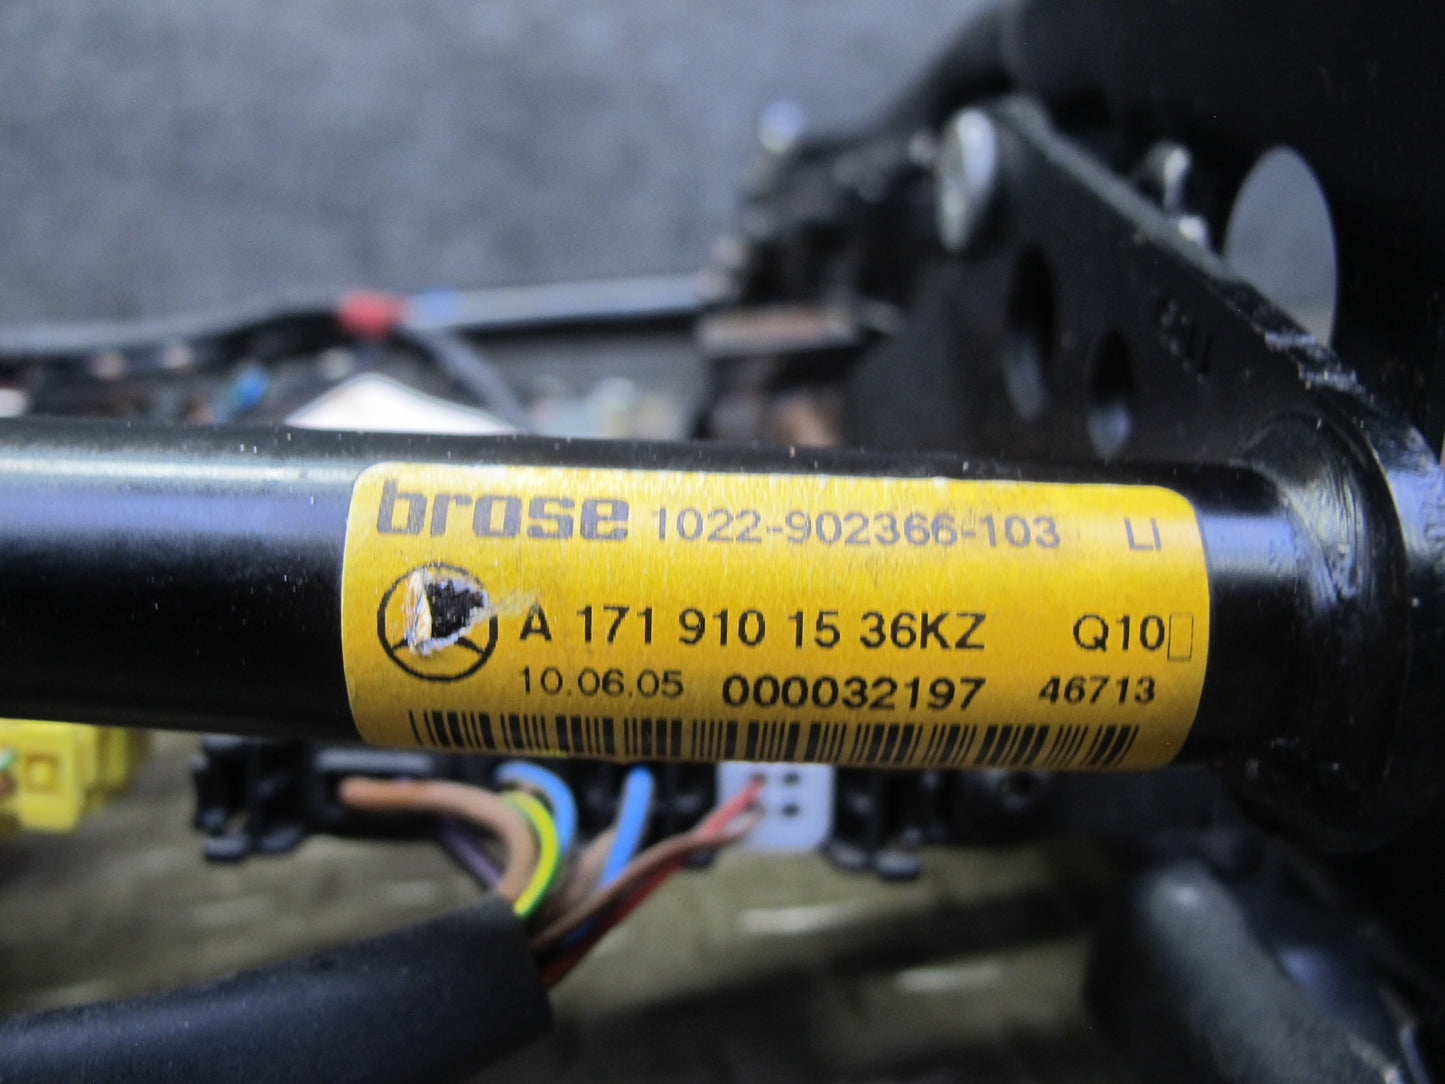 brose 1022-902366-103 LI
A 171 910 15 36KZ Q10▯
10.06.05 000032197 46713